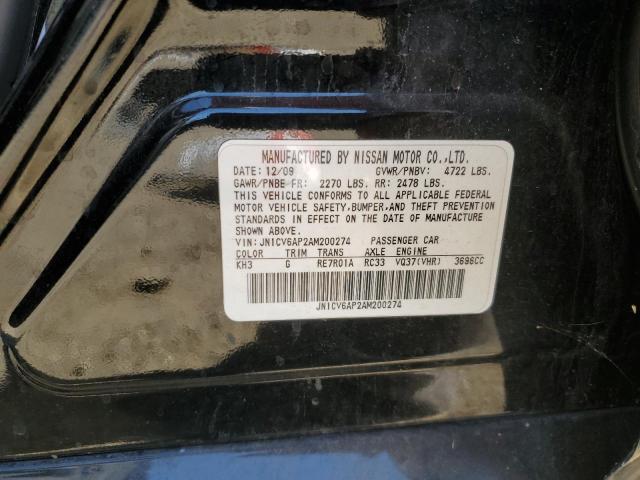 MANUFACTURED BY NISSAN MOTOR CO.,LTD.
DATE: 12/09 GVWR/PNBV: 4722 LBS.
GAWR/PNBE FR: 2270 LBS. RR: 2478 LBS.
THIS VEHICLE CONFORMS TO ALL APPLICABLE FEDERAL
MOTOR VEHICLE SAFETY,BUMPER,AND THEFT PREVENTION
STANDARDS IN EFFECT ON THE DATE OF MANUFACTURE
SHOWN ABOVE.
VIN: JN1CV6AP2AM200274 PASSENGER CAR
COLOR TRIM TRANS AXLE ENGINE
KH3 G RE7R01A RC33 VQ37(VHR) 3696CC
JN1CV6AP2AM200274